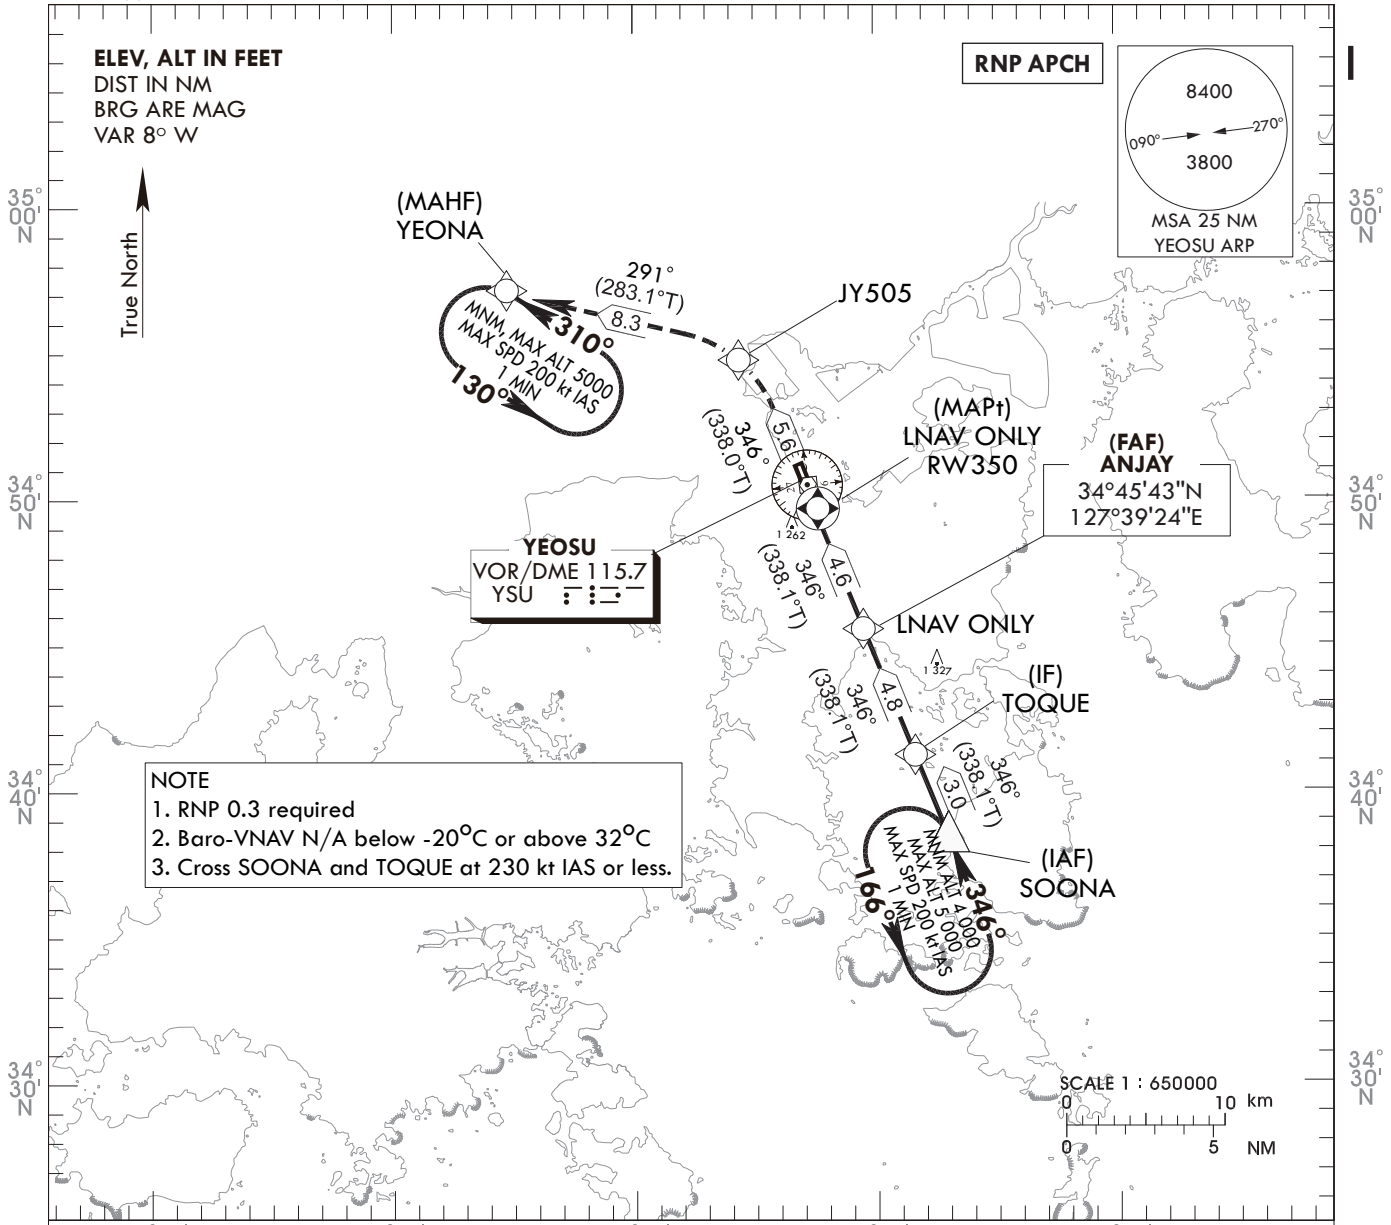 ELEV, ALT IN FEET
DIST IN NM
BRG ARE MAG
VAR 8° W
True North
RNP APCH
8400
090°
270°
3800
MSA 25 NM
YEOSU ARP
35°
00'
N
35°
00'
N
(MAHF)
YEONA
291°
(283.1°T)
8.3
JY505
310°
MNM, MAX ALT 5000
MAX SPD 200 kt IAS
1 MIN
130°
346°
(338.0°T)
5.6
(MAPt)
LNAV ONLY
RW350
(FAF)
ANJAY
34°45'43"N
127°39'24"E
34°
50'
N
34°
50'
N
1 262
YEOSU
VOR/DME 115.7
YSU
346°
(338.1°T)
4.6
LNAV ONLY
1 327
(IF)
TOQUE
346°
(338.1°T)
4.8
346°
(338.1°T)
3.0
34°
40'
N
34°
40'
N
NOTE
1. RNP 0.3 required
2. Baro-VNAV N/A below -20°C or above 32°C
3. Cross SOONA and TOQUE at 230 kt IAS or less.
(IAF)
SOONA
MNM ALT 4 000
MAX ALT 5 000
MAX SPD 200 kt IAS
1 MIN
166°
346°
34°
30'
N
34°
30'
N
SCALE 1 : 650000
0 10 km
0 5 NM